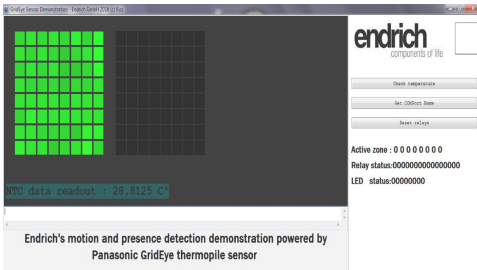 GridEye Sensor Demonstration - Endrich GmbH 2016 (c) Kiss
endrich
components of life
Check temperature
Get COMPort Name
Reset relays
Active zone : 0 0 0 0 0 0 0 0
Relay status:0000000000000000
LED status:00000000
NTC data readout : 28,8125 C°
Endrich's motion and presence detection demonstration powered by
Panasonic GridEye thermopile sensor